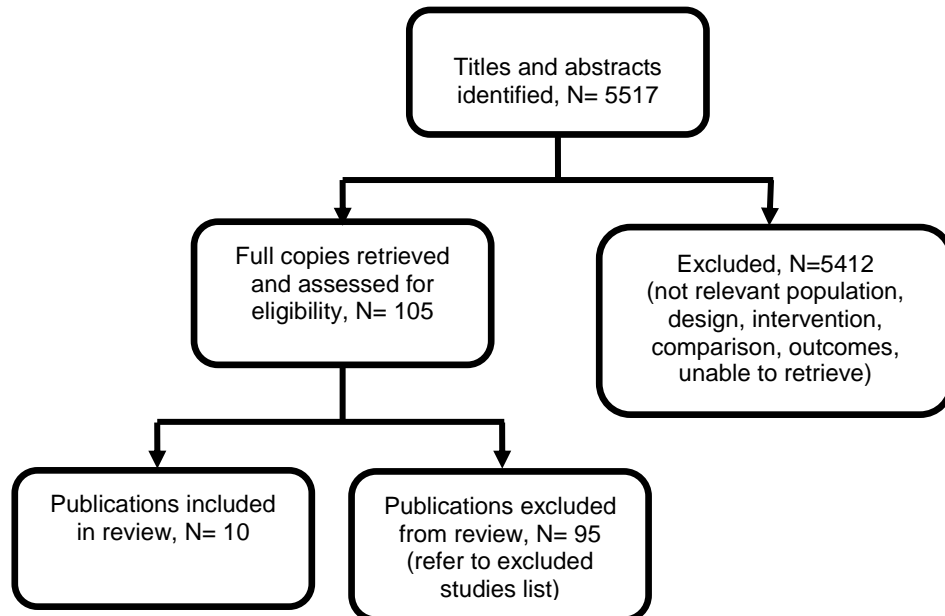 Titles and abstracts
identified, N= 5517
Full copies retrieved
and assessed for
eligibility, N= 105
Excluded, N=5412
(not relevant population,
design, intervention,
comparison, outcomes,
unable to retrieve)
Publications included
in review, N= 10
Publications excluded
from review, N= 95
(refer to excluded
studies list)